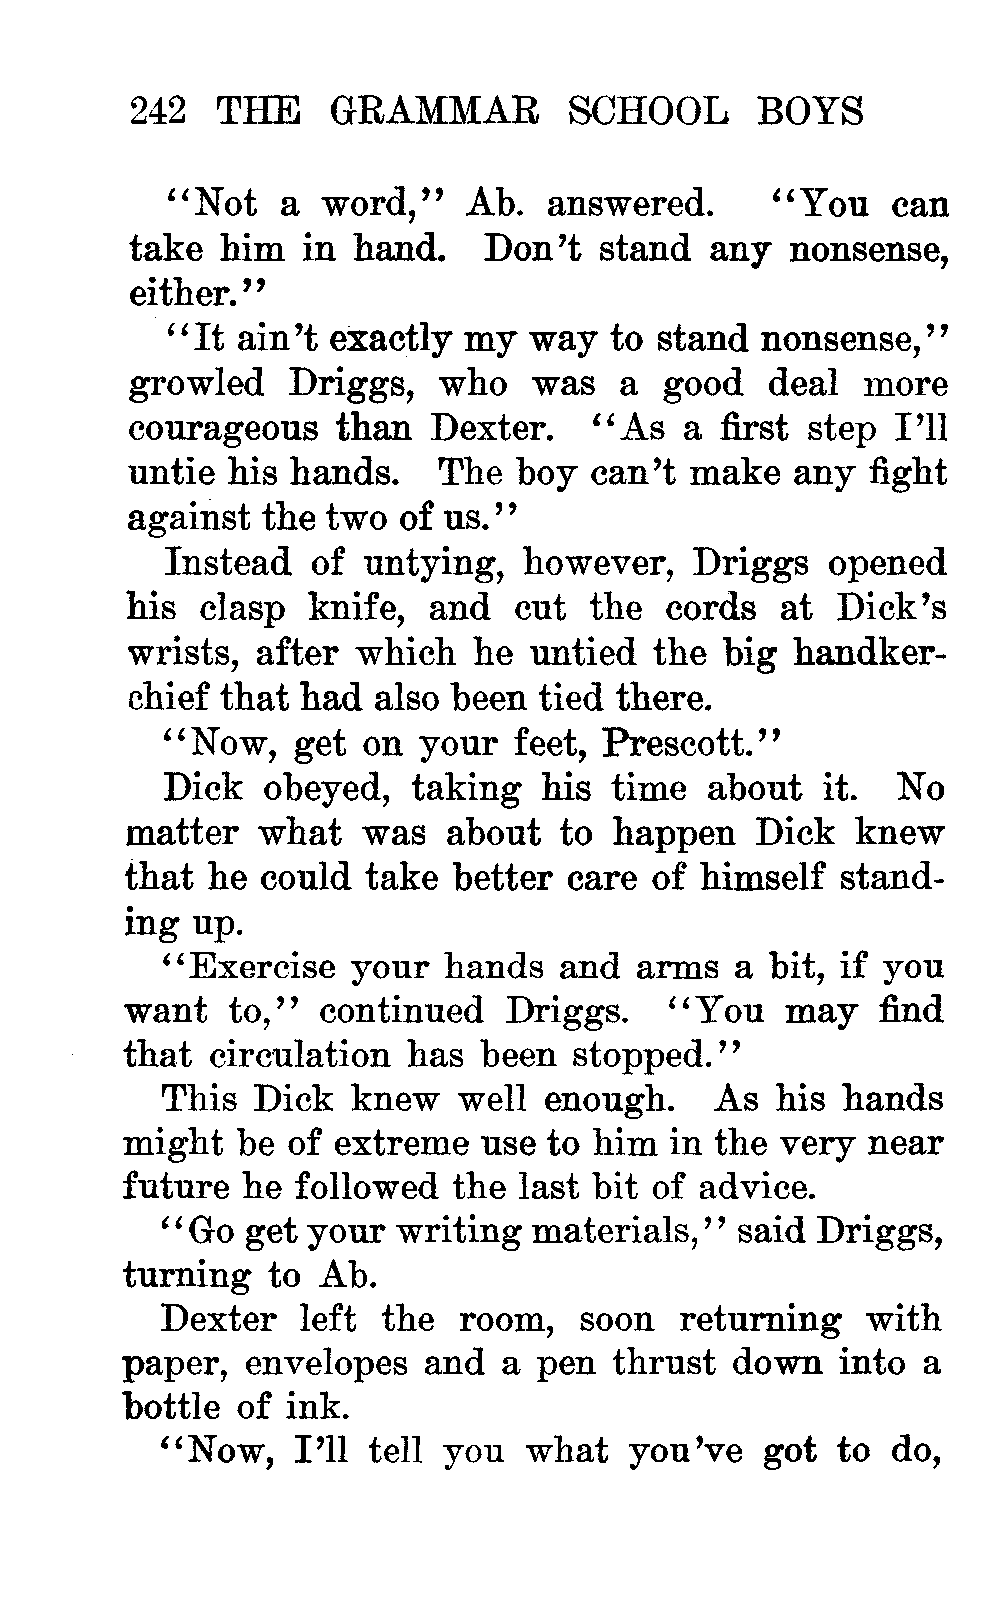 242 THE GRAMMAR SCHOOL BOYS
“Not a word,” Ab. answered. “You can
take him in hand. Don’t stand any nonsense,
either.”
“It ain’t exactly my way to stand nonsense,”
growled Driggs, who was a good deal more
courageous than Dexter. “As a first step I’ll
untie his hands. The boy can’t make any fight
against the two of us.”
Instead of untying, however, Driggs opened
his clasp knife, and cut the cords at Dick’s
wrists, after which he untied the big handker-
chief that had also been tied there.
“Now, get on your feet, Prescott.”
Dick obeyed, taking his time about it. No
matter what was about to happen Dick knew
that he could take better care of himself stand-
ing up.
“Exercise your hands and arms a bit, if you
want to,” continued Driggs. “You may find
that circulation has been stopped.”
This Dick knew well enough. As his hands
might be of extreme use to him in the very near
future he followed the last bit of advice.
“Go get your writing materials,” said Driggs,
turning to Ab.
Dexter left the room, soon returning with
paper, envelopes and a pen thrust down into a
bottle of ink.
“Now, I’ll tell you what you’ve got to do,